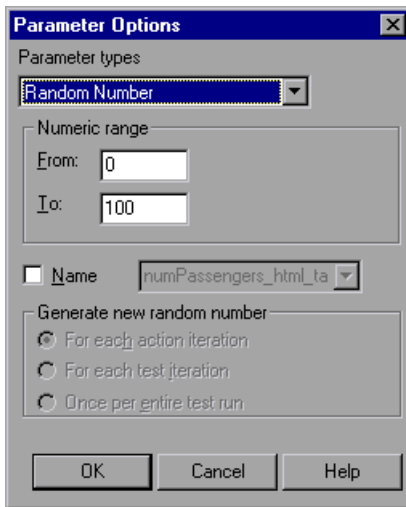 Parameter Options
Parameter types
Random Number
Numeric range
From: 0
To: 100
Name numPassengers_html_ta
Generate new random number
For each action iteration
For each test iteration
Once per entire test run
OK Cancel Help